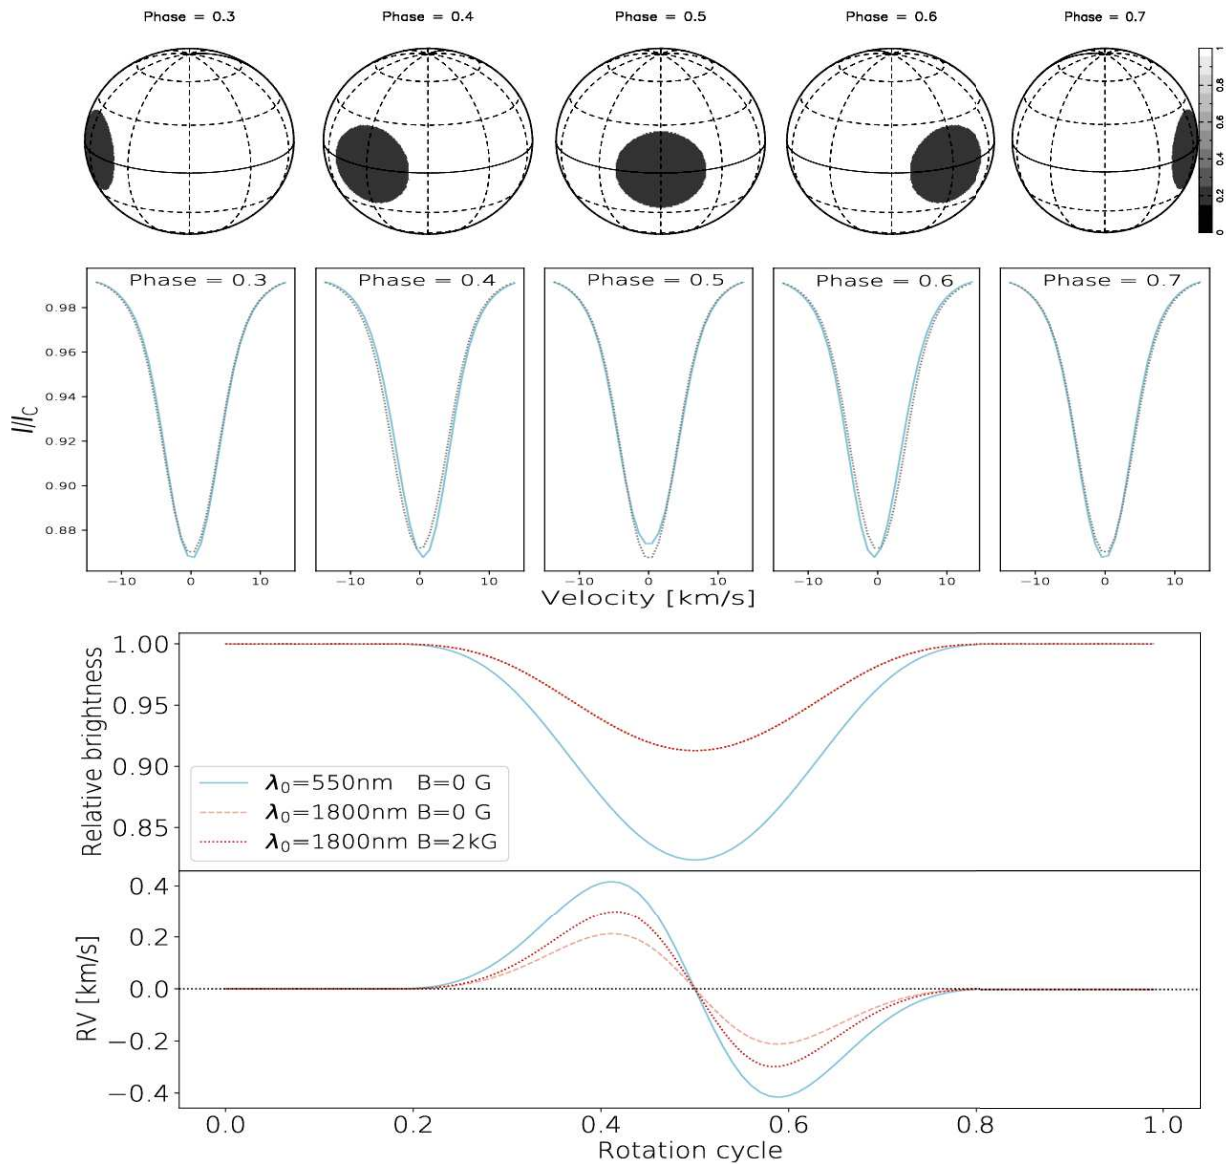 Phase = 0.3
Phase = 0.4
Phase = 0.5
Phase = 0.6
Phase = 0.7
1
0.8
0.6
0.4
0.2
0
Phase = 0.3
Phase = 0.4
Phase = 0.5
Phase = 0.6
Phase = 0.7
I/I_C
0.98
0.96
0.94
0.92
0.90
0.88
−10 0 10
−10 0 10
−10 0 10
−10 0 10
−10 0 10
Velocity [km/s]
Relative brightness
1.00
0.95
0.90
0.85
λ₀=550nm B=0 G
λ₀=1800nm B=0 G
λ₀=1800nm B=2kG
RV [km/s]
0.4
0.2
0.0
−0.2
−0.4
0.0 0.2 0.4 0.6 0.8 1.0
Rotation cycle